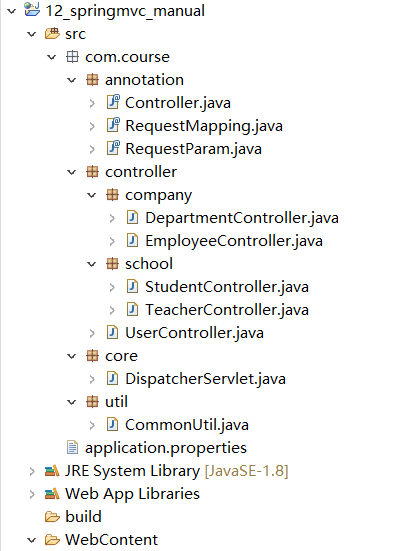 12_springmvc_manual
src
com.course
annotation
Controller.java
RequestMapping.java
RequestParam.java
controller
company
DepartmentController.java
EmployeeController.java
school
StudentController.java
TeacherController.java
UserController.java
core
DispatcherServlet.java
util
CommonUtil.java
application.properties
JRE System Library [JavaSE-1.8]
Web App Libraries
build
WebContent